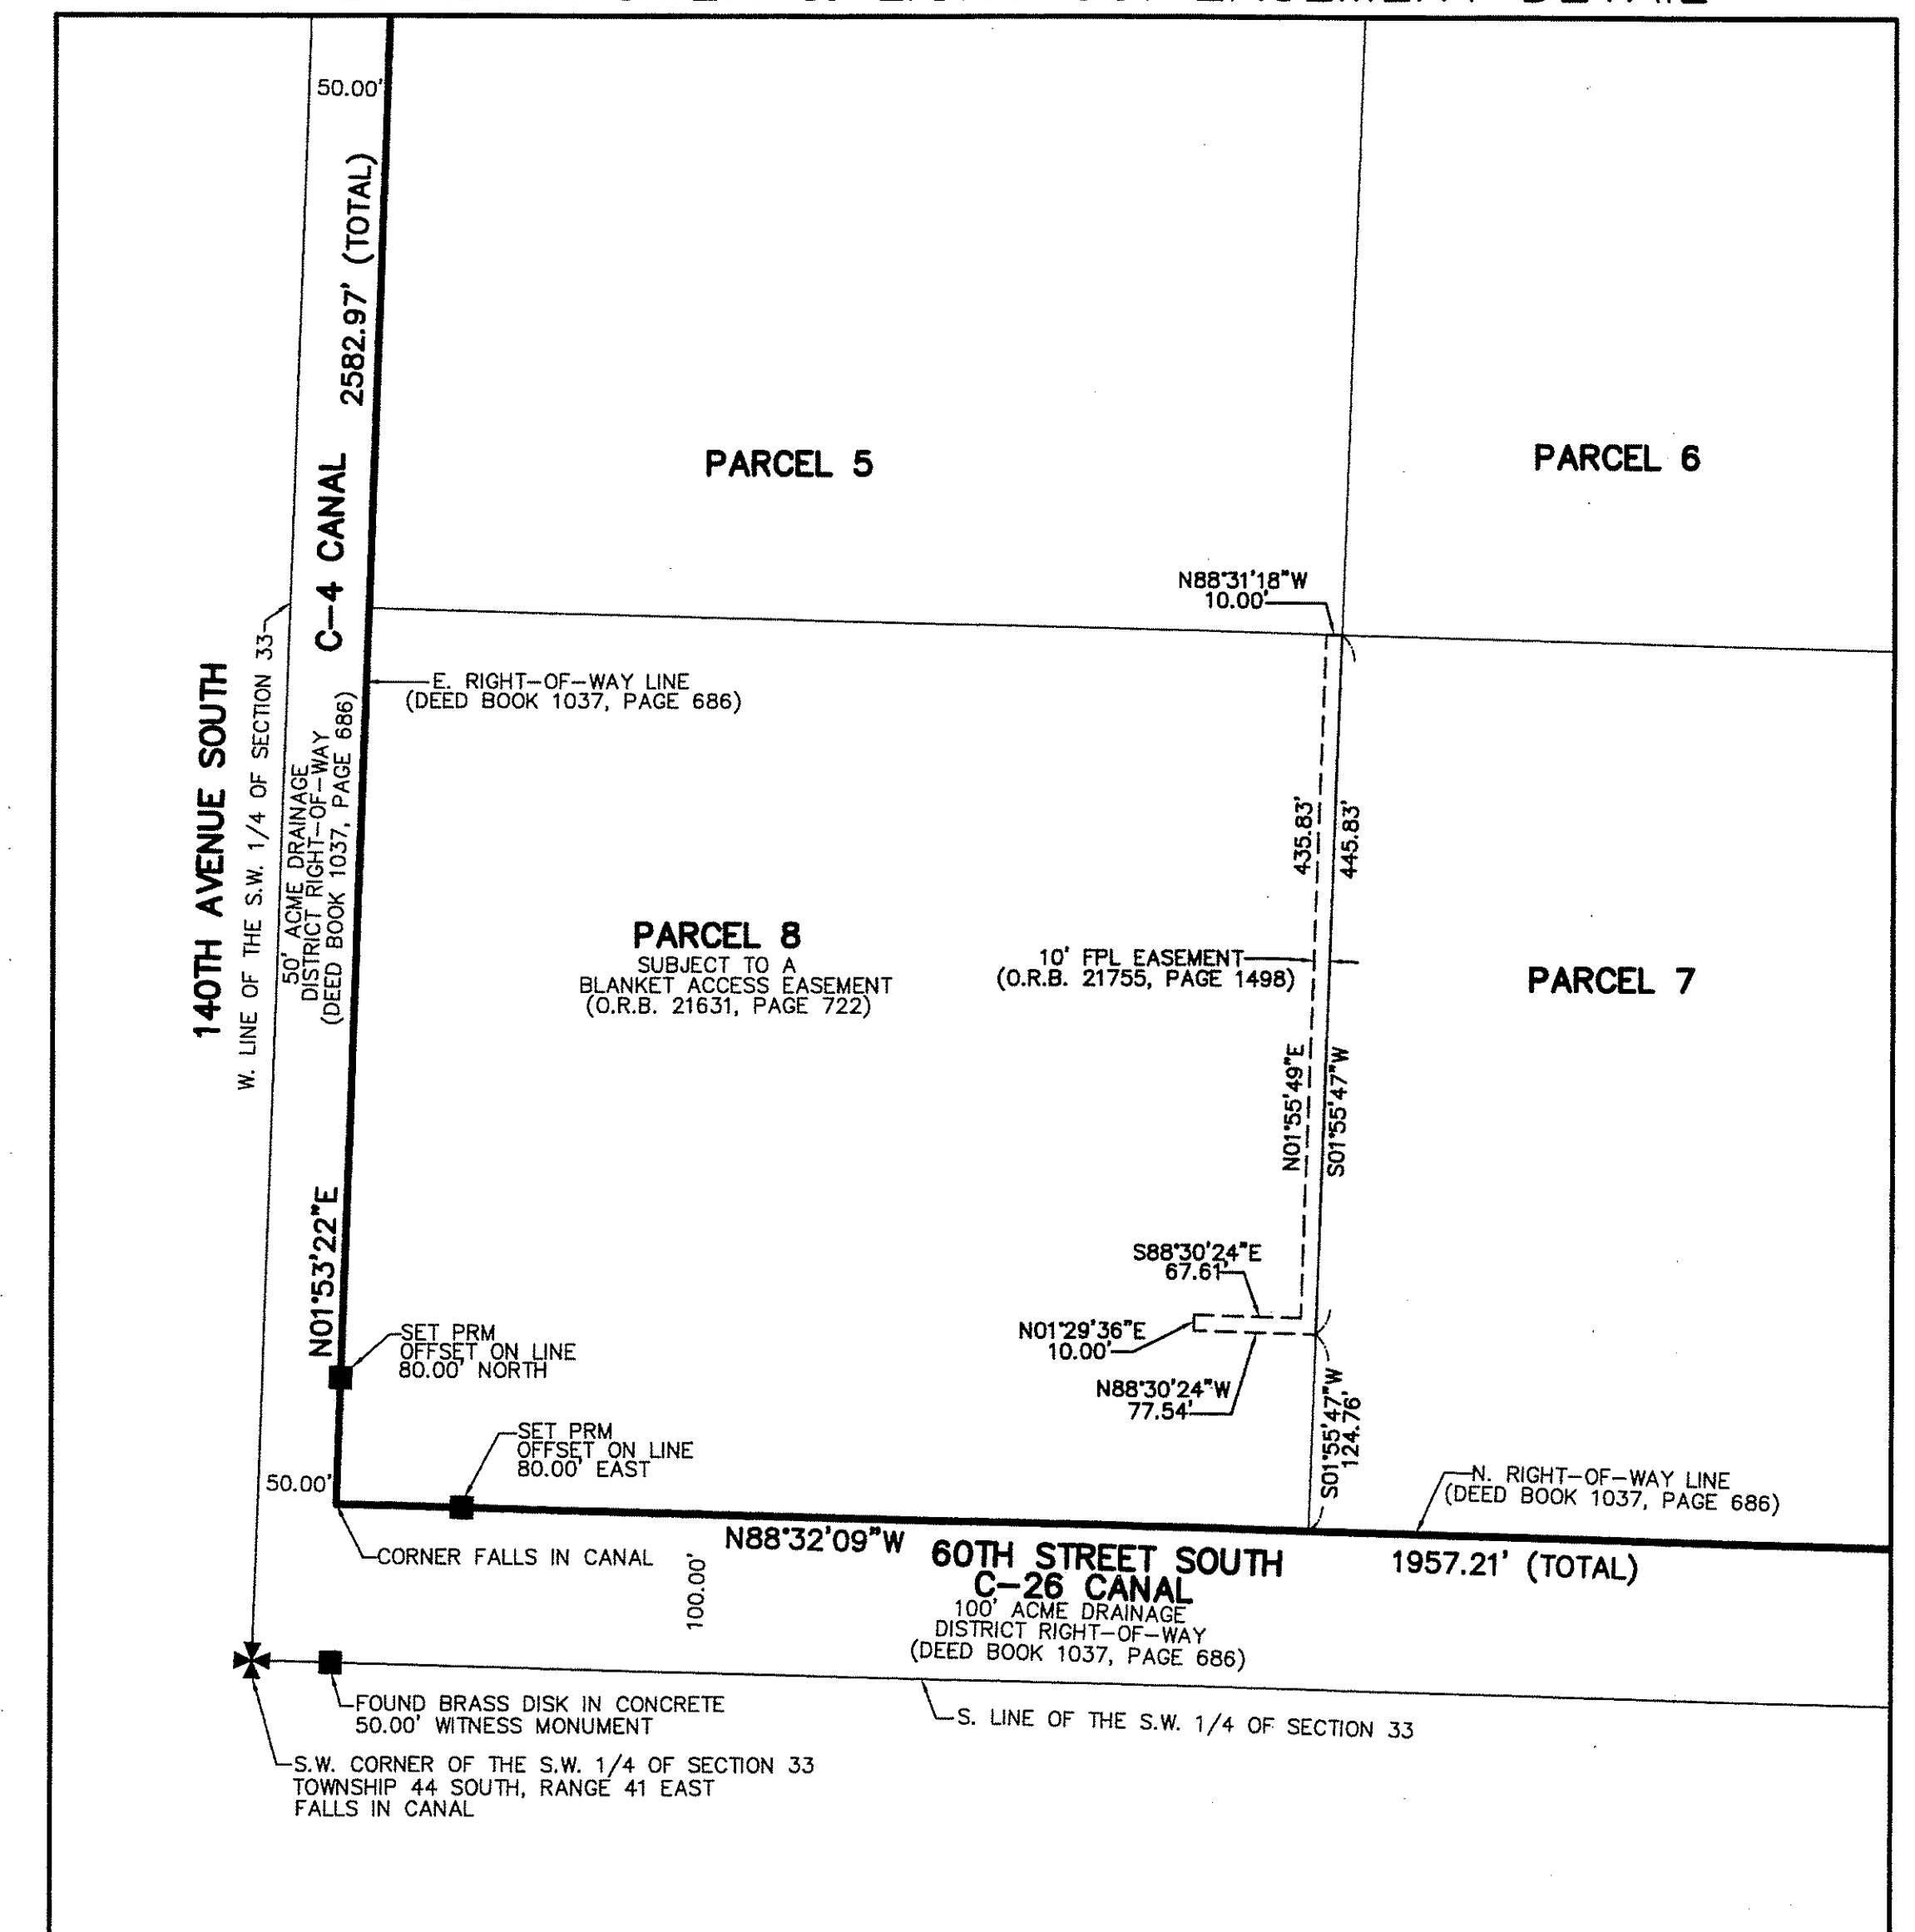 EASEMENT DETAIL
50.00'
2582.97' (TOTAL)
C-4 CANAL
PARCEL 5
PARCEL 6
N88°31'18"W
10.00'
E. RIGHT-OF-WAY LINE
(DEED BOOK 1037, PAGE 686)
140TH AVENUE SOUTH
W. LINE OF THE S.W. 1/4 OF SECTION 33
50' ACME DRAINAGE
DISTRICT RIGHT-OF-WAY
(DEED BOOK 1037, PAGE 686)
435.83'
445.83'
PARCEL 8
SUBJECT TO A
BLANKET ACCESS EASEMENT
(O.R.B. 21631, PAGE 722)
10' FPL EASEMENT
(O.R.B. 21755, PAGE 1498)
PARCEL 7
N01°55'49"E
S01°55'47"W
N01°53'22"E
S88°30'24"E
67.61'
N01°29'36"E
10.00'
N88°30'24"W
77.54'
SET PRM
OFFSET ON LINE
80.00' NORTH
SET PRM
OFFSET ON LINE
80.00' EAST
S01°55'47"W
124.76'
50.00'
N. RIGHT-OF-WAY LINE
(DEED BOOK 1037, PAGE 686)
CORNER FALLS IN CANAL
100.00'
N88°32'09"W
60TH STREET SOUTH
1957.21' (TOTAL)
C-26 CANAL
100' ACME DRAINAGE
DISTRICT RIGHT-OF-WAY
(DEED BOOK 1037, PAGE 686)
FOUND BRASS DISK IN CONCRETE
50.00' WITNESS MONUMENT
S. LINE OF THE S.W. 1/4 OF SECTION 33
S.W. CORNER OF THE S.W. 1/4 OF SECTION 33
TOWNSHIP 44 SOUTH, RANGE 41 EAST
FALLS IN CANAL